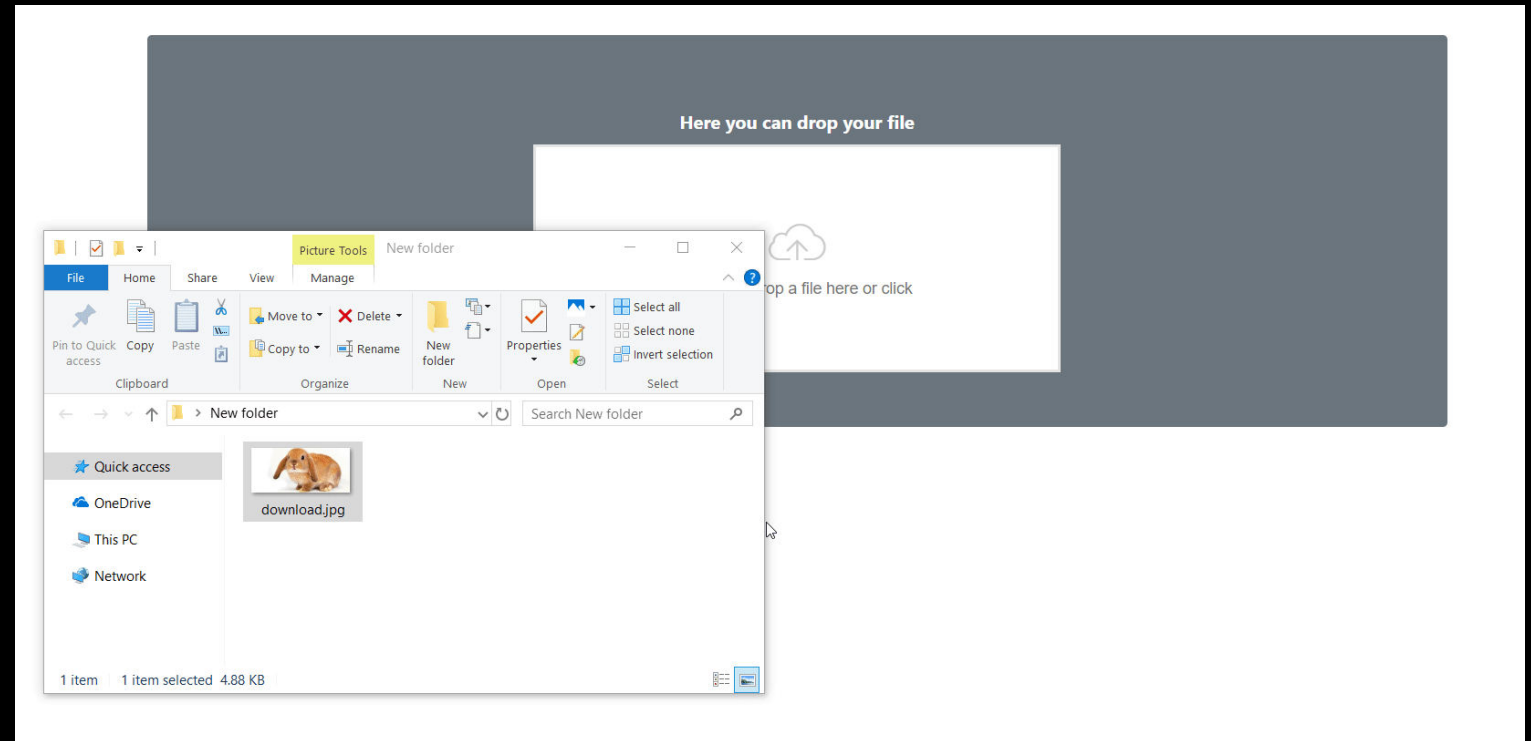 Here you can drop your file
op a file here or click
Picture Tools New folder
File Home Share View Manage
Pin to Quick access
Copy
Paste
Clipboard
Move to
Copy to
Delete
Rename
Organize
New folder
New
Properties
Open
Select all
Select none
Invert selection
Select
New folder
Search New folder
Quick access
OneDrive
This PC
Network
download.jpg
1 item 1 item selected 4.88 KB